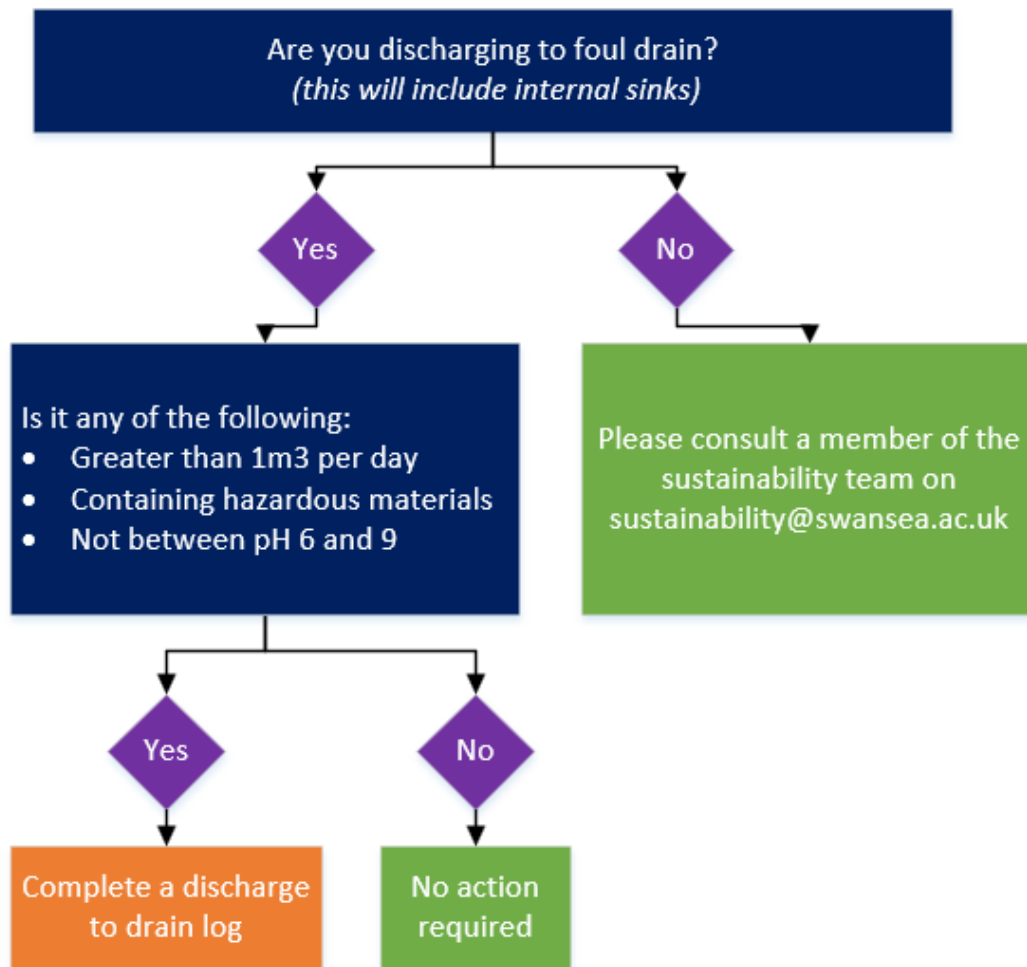 Are you discharging to foul drain?
(this will include internal sinks)
Yes
No
Is it any of the following:
• Greater than 1m3 per day
• Containing hazardous materials
• Not between pH 6 and 9
Please consult a member of the
sustainability team on
sustainability@swansea.ac.uk
Yes
No
Complete a discharge
to drain log
No action
required